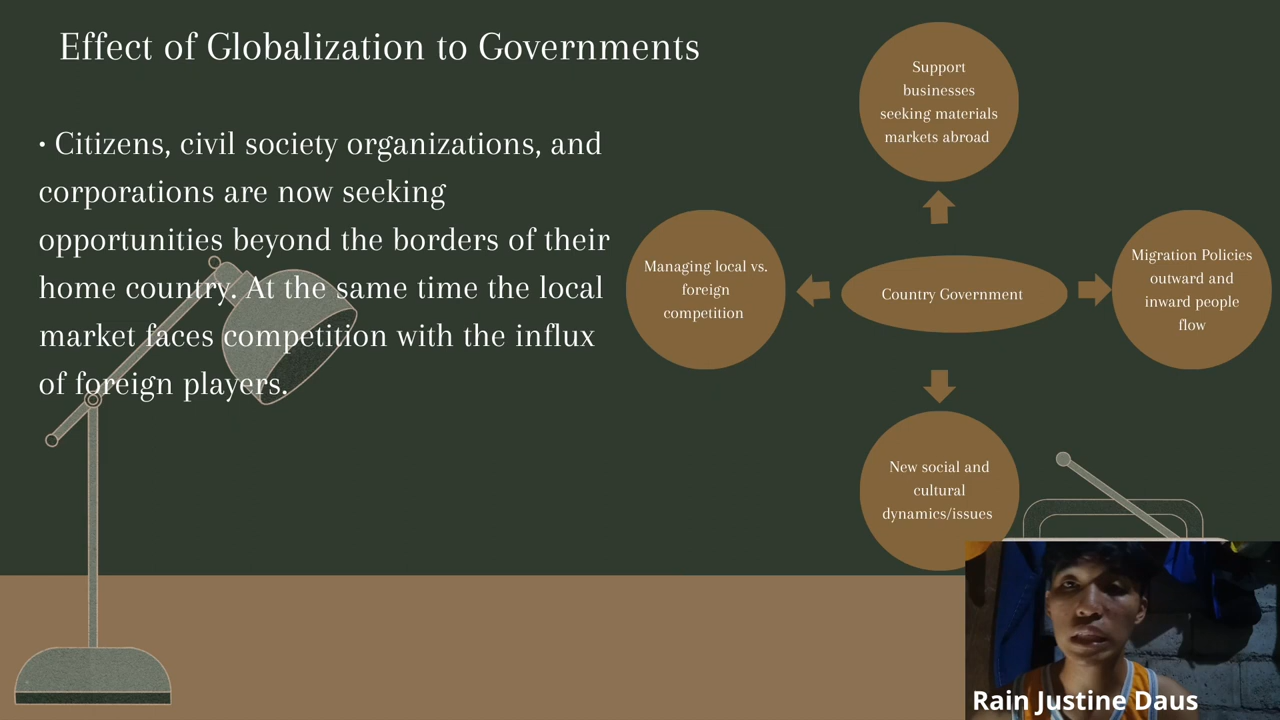 Effect of Globalization to Governments
• Citizens, civil society organizations, and
corporations are now seeking
opportunities beyond the borders of their
home country. At the same time the local
market faces competition with the influx
of foreign players.
Support
businesses
seeking materials
markets abroad
Managing local vs.
foreign
competition
Country Government
Migration Policies
outward and
inward people
flow
New social and
cultural
dynamics/issues
Rain Justine Daus